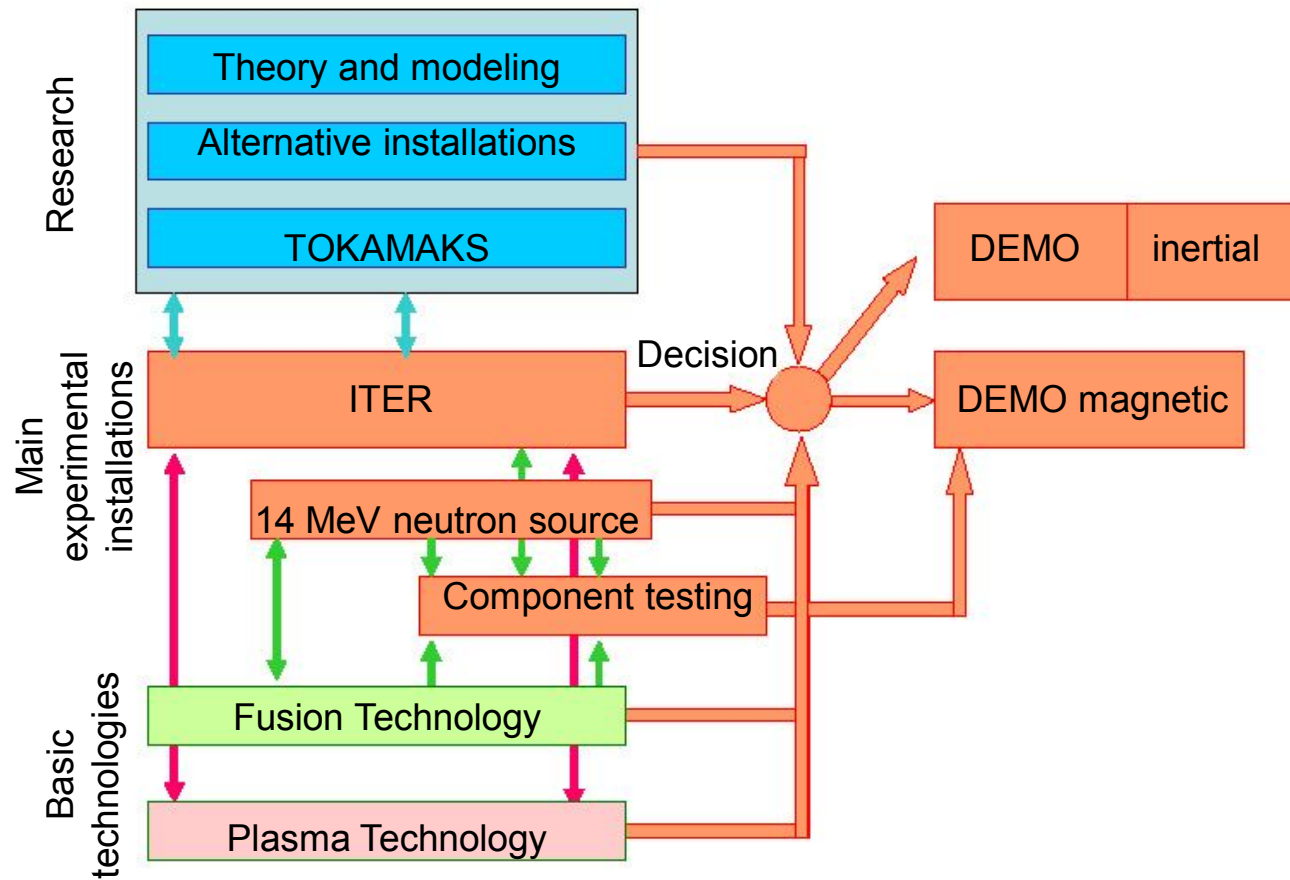 Research
Theory and modeling
Alternative installations
TOKAMAKS
DEMO
inertial
Main
experimental
installations
ITER
Decision
DEMO magnetic
14 MeV neutron source
Component testing
Basic
technologies
Fusion Technology
Plasma Technology